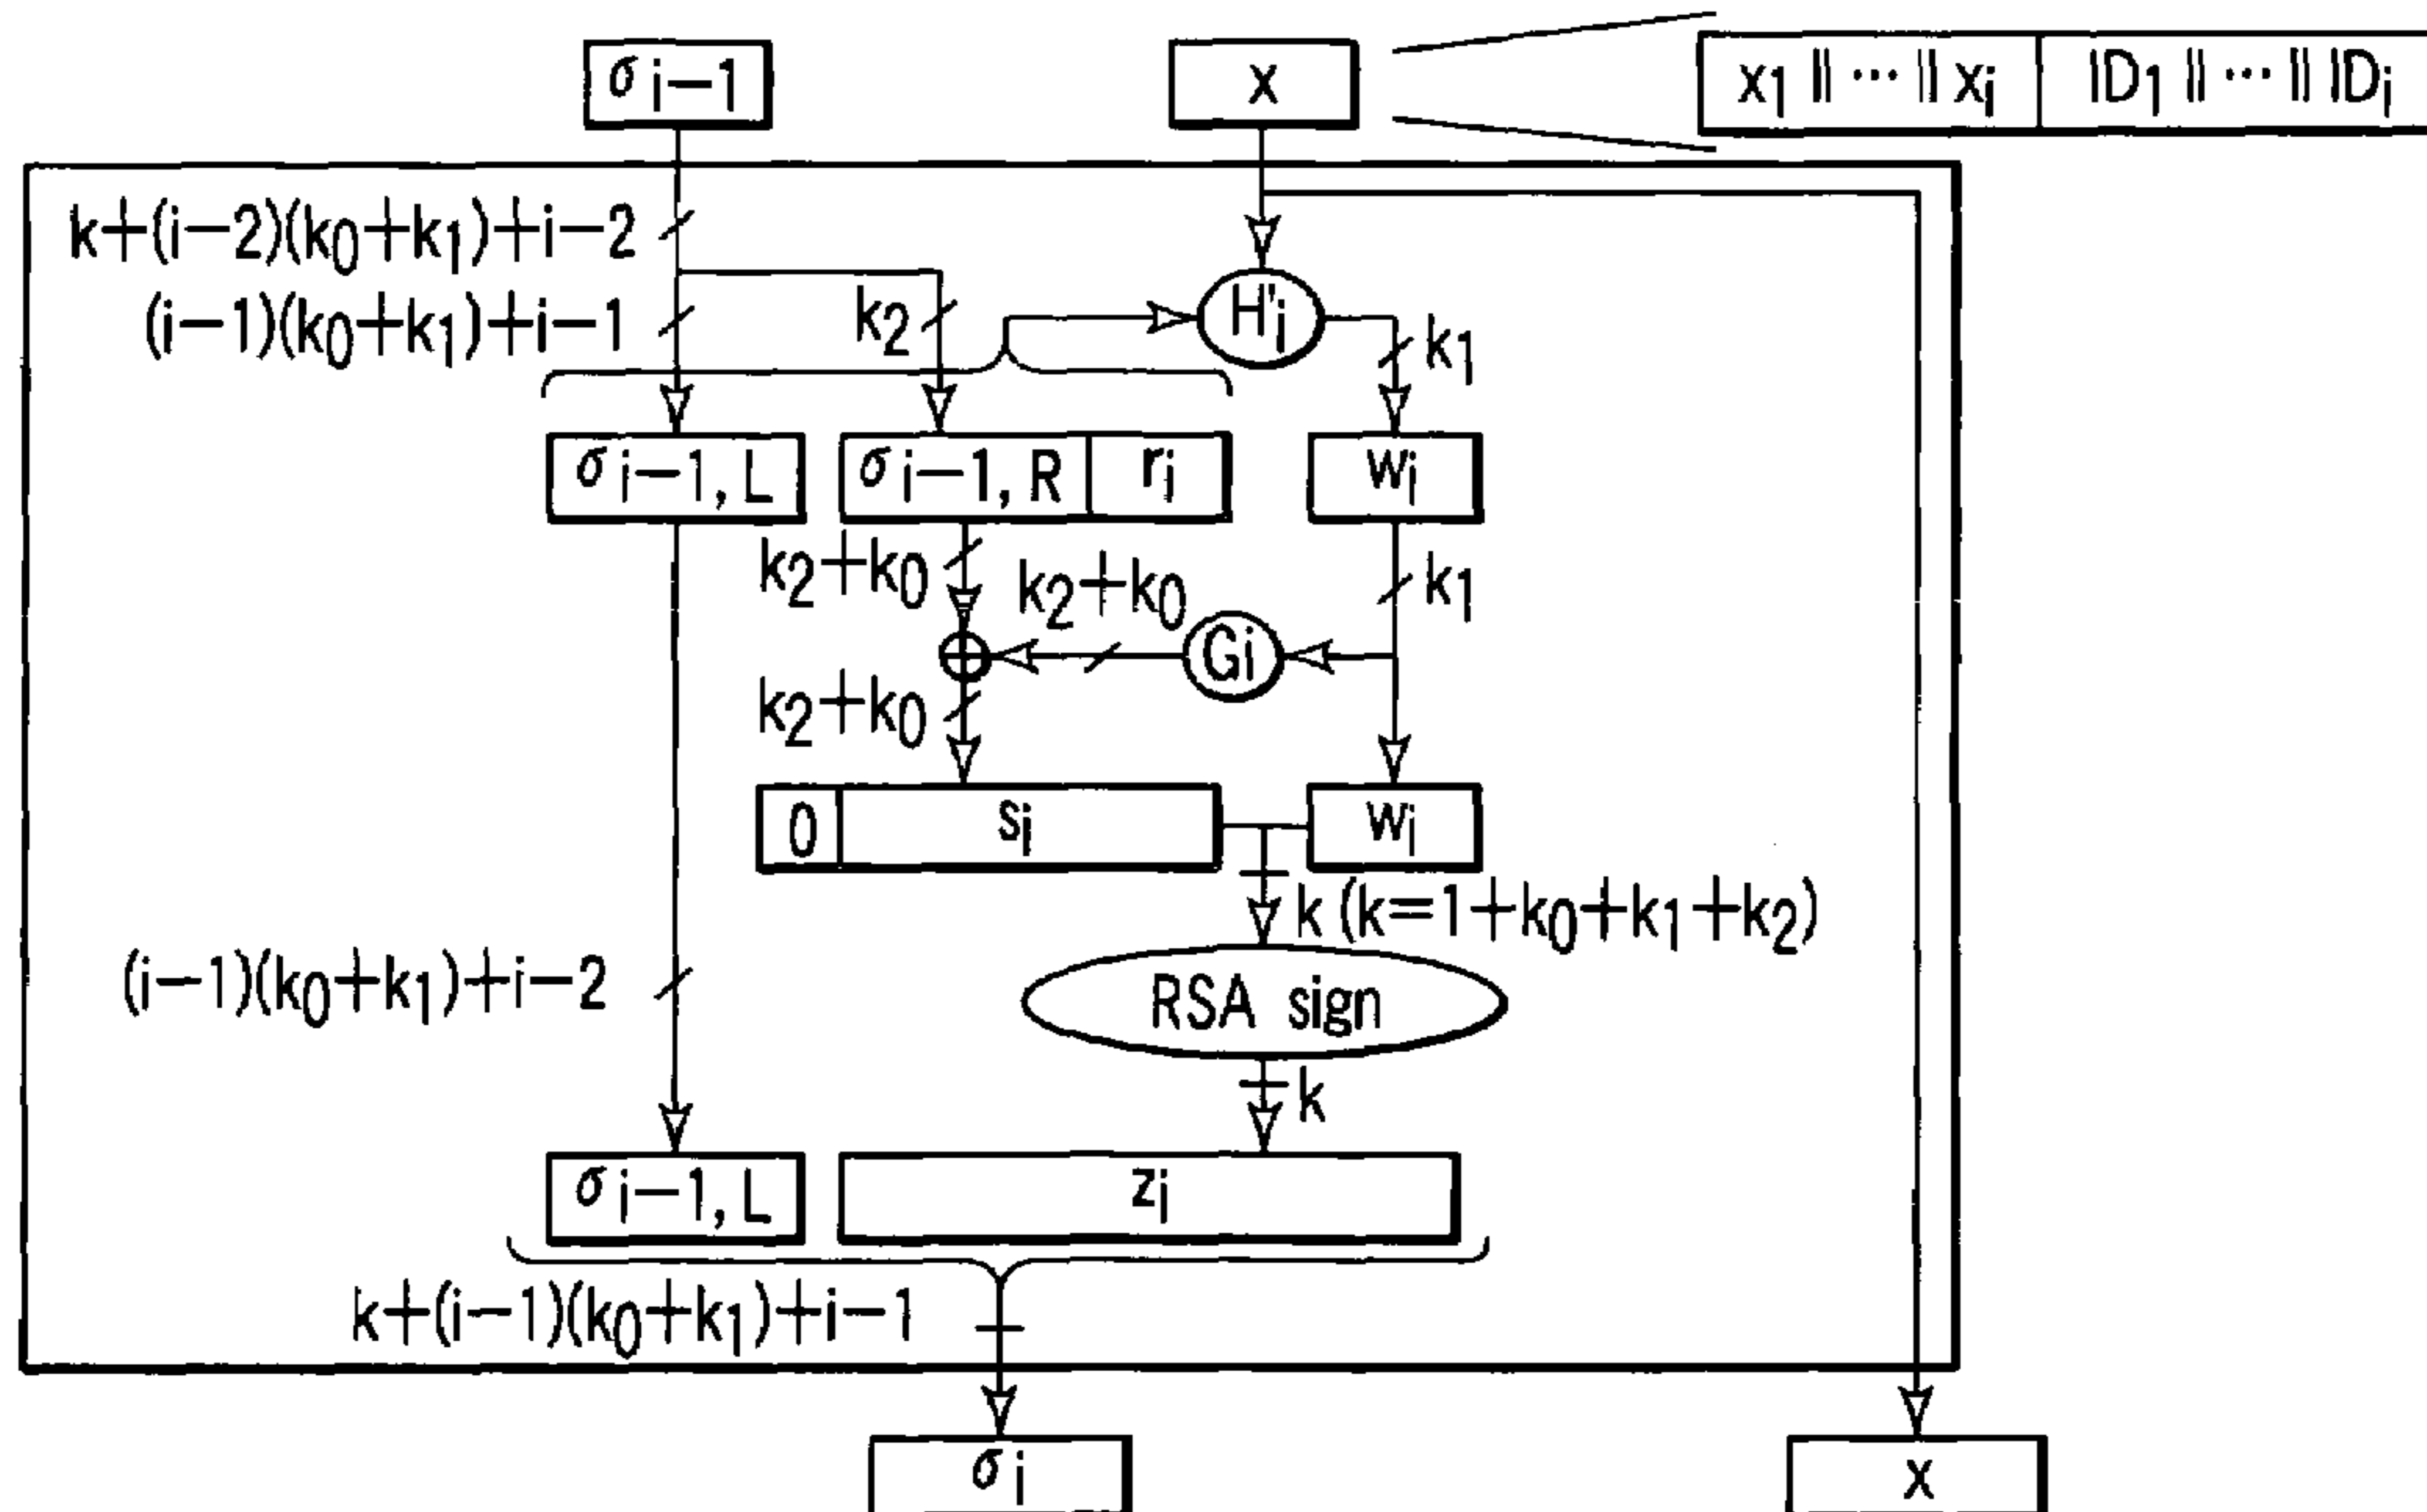 σi−1
x
x1 ‖ ⋯ ‖ xi ID1 ‖ ⋯ ‖ IDi
k+(i−2)(k0+k1)+i−2
(i−1)(k0+k1)+i−1
k2
H'i
k1
σi−1, L
σi−1, R
ri
wi
k2+k0
k2+k0
k1
Gi
k2+k0
0
si
wi
k (k=1+k0+k1+k2)
(i−1)(k0+k1)+i−2
RSA sign
k
σi−1, L
zi
k+(i−1)(k0+k1)+i−1
σi
x